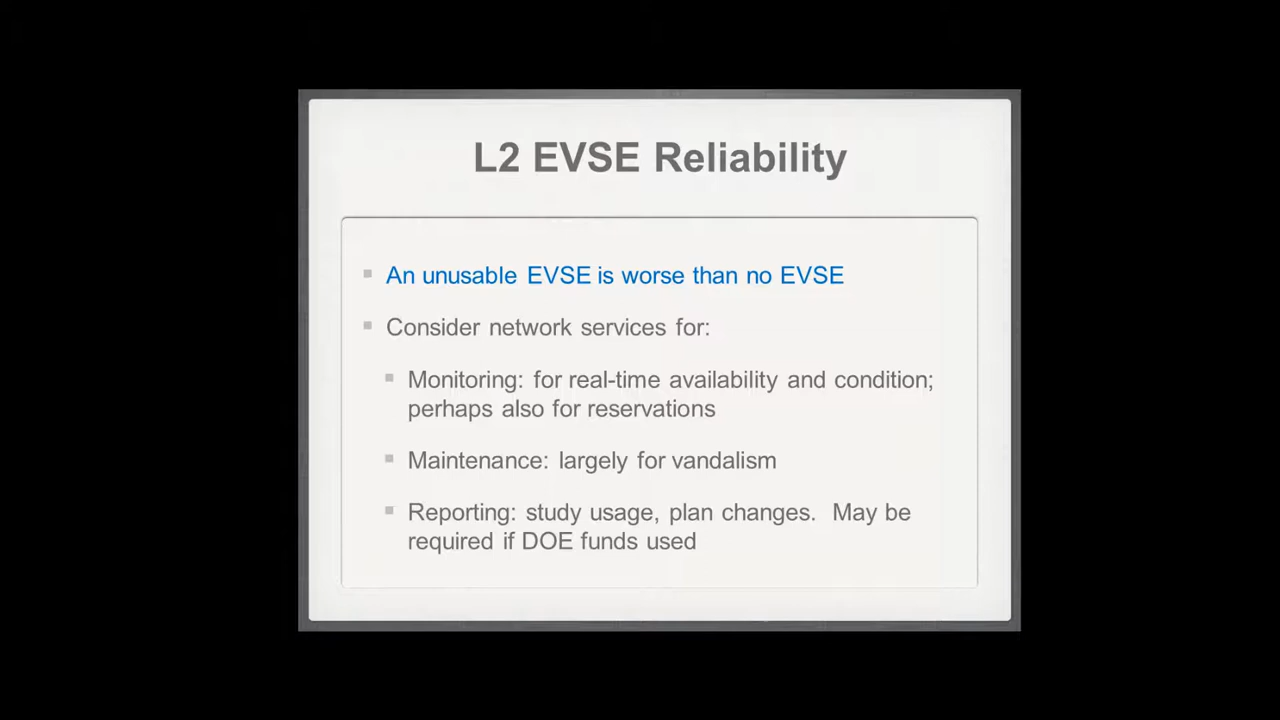 L2 EVSE Reliability
An unusable EVSE is worse than no EVSE
Consider network services for:
Monitoring: for real-time availability and condition;
perhaps also for reservations
Maintenance: largely for vandalism
Reporting: study usage, plan changes.  May be
required if DOE funds used